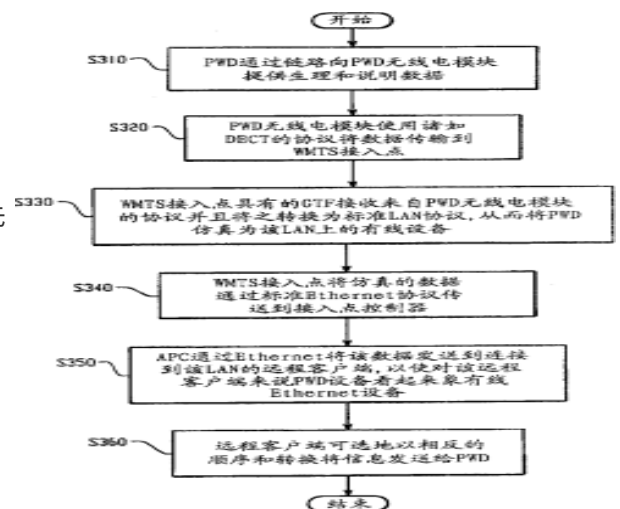 开始
S310
PWD通过链路向PWD无线电模块
提供生理和说明数据
S320
PWD无线电模块使用诸如
DECT的协议将数据传输到
WMTS接入点
S330
WMTS接入点具有的GTF接收来自PWD无线电模块
的协议并且将之转换为标准LAN协议,从而将PWD
仿真为该LAN上的有线设备
S340
WMTS接入点将仿真的数据
通过标准Ethernet协议传
送到接入点控制器
S350
APC通过Ethernet将该数据发送到连接
到该LAN的远程客户端,以使对该远程
客户端来说PWD设备看起来象有线
Ethernet设备
S360
远程客户端可选地以相反的
顺序和转换将信息发送给PWD
结束